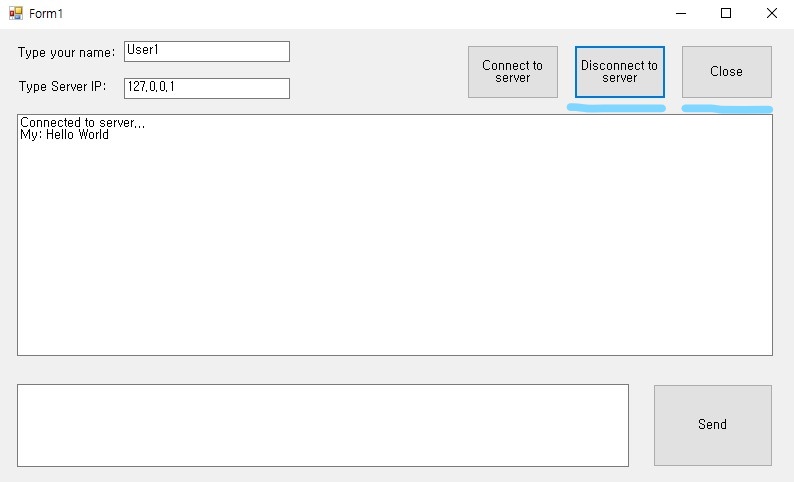 Form1
Type your name: User1
Connect to
server
Disconnect to
server
Close
Type Server IP: 127.0.0.1
Connected to server...
My: Hello World
Send